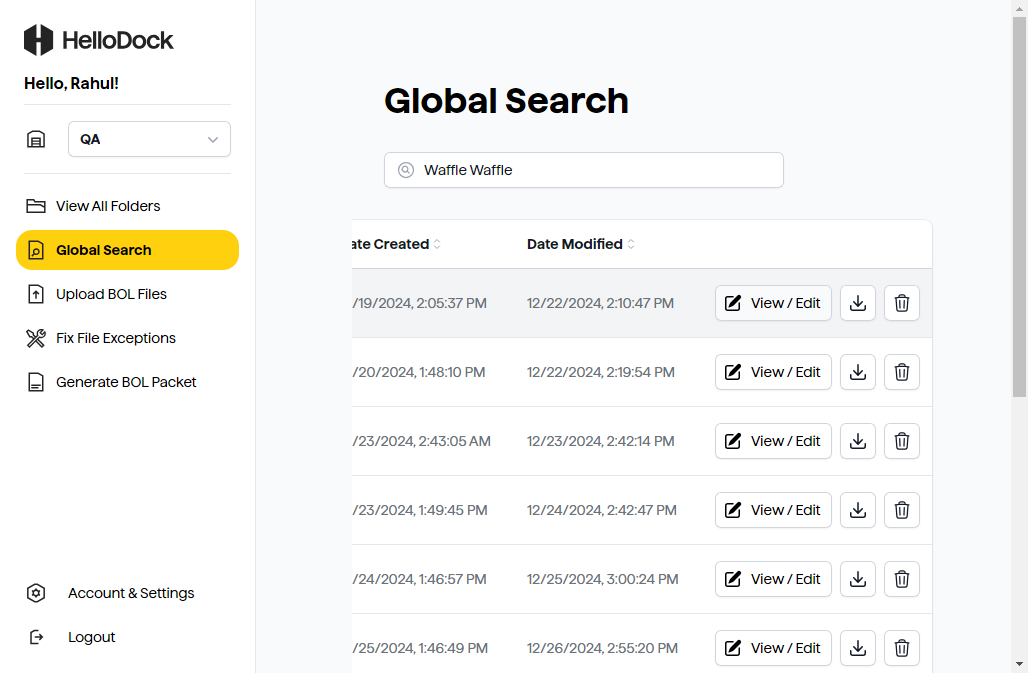 HelloDock
Hello, Rahul!
QA
View All Folders
Global Search
Upload BOL Files
Fix File Exceptions
Generate BOL Packet
Account & Settings
Logout
Global Search
Waffle Waffle
ate Created Date Modified
/19/2024, 2:05:37 PM 12/22/2024, 2:10:47 PM View / Edit
/20/2024, 1:48:10 PM 12/22/2024, 2:19:54 PM View / Edit
/23/2024, 2:43:05 AM 12/23/2024, 2:42:14 PM View / Edit
/23/2024, 1:49:45 PM 12/24/2024, 2:42:47 PM View / Edit
/24/2024, 1:46:57 PM 12/25/2024, 3:00:24 PM View / Edit
/25/2024, 1:46:49 PM 12/26/2024, 2:55:20 PM View / Edit